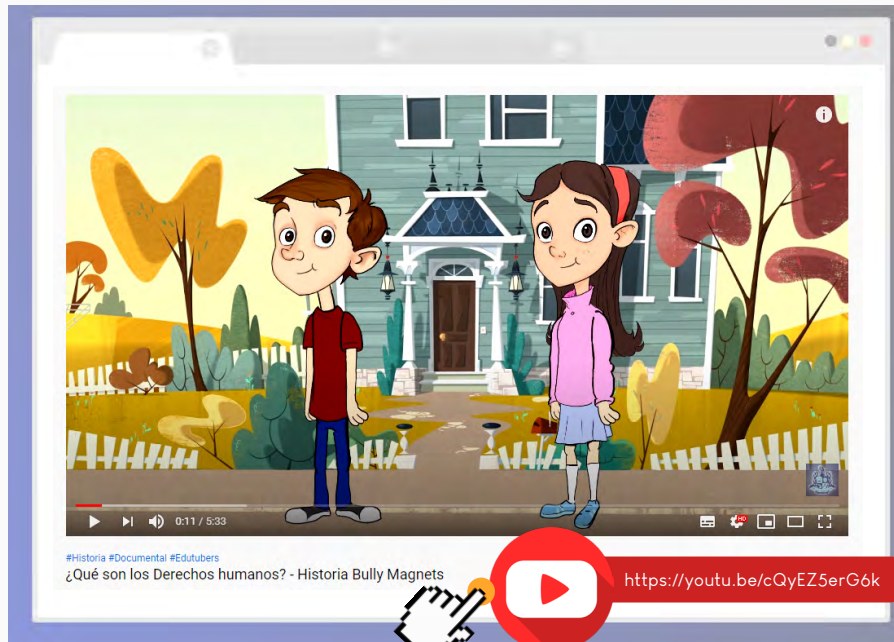 0:11 / 5:33
HD
#Historia #Documental #Edutubers
¿Qué son los Derechos humanos? - Historia Bully Magnets
https://youtu.be/cQyEZ5erG6k